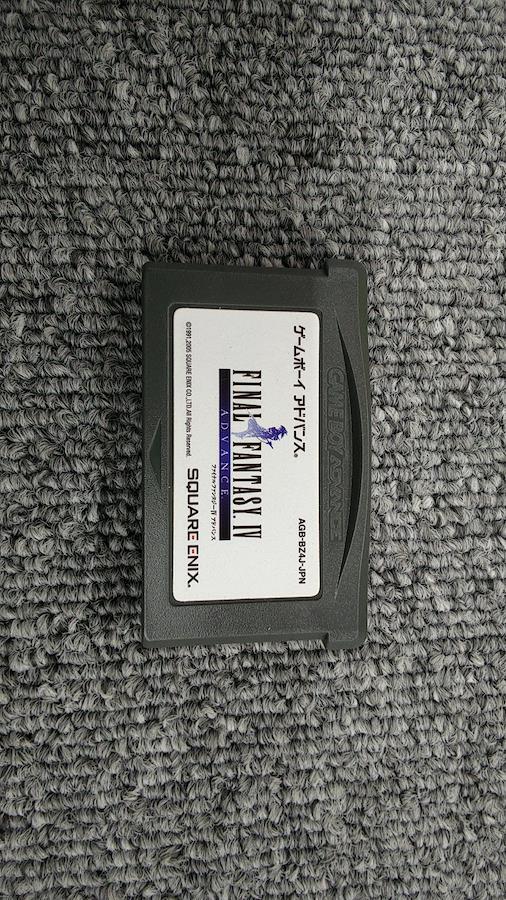 GAME BOY ADVANCE
ゲームボーイ アドバンス®
AGB-BZ4J-JPN
FINAL FANTASY. IV
ADVANCE
ファイナルファンタジーIV アドバンス
©1991,2005 SQUARE ENIX CO.,LTD.All Rights Reserved.
SQUARE ENIX.